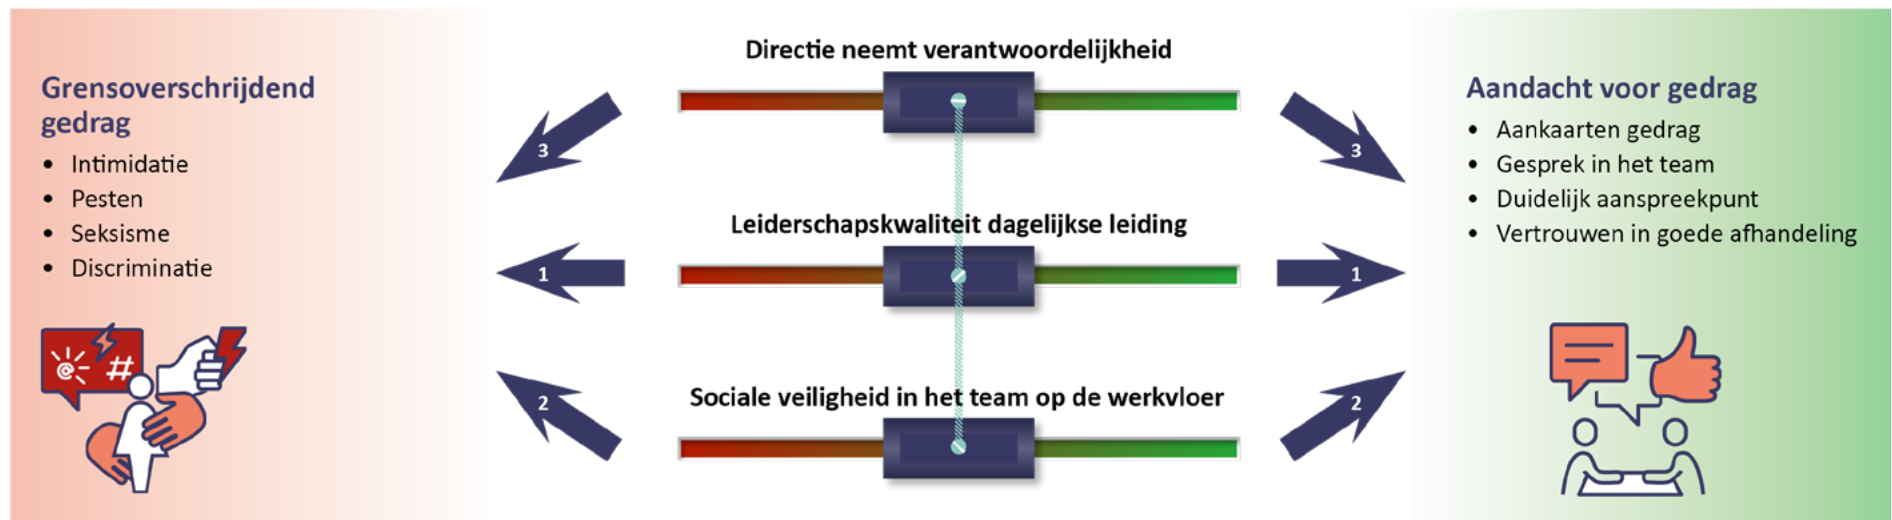 Grensoverschrijdend
gedrag
• Intimidatie
• Pesten
• Seksisme
• Discriminatie
@ #
3
1
2
Directie neemt verantwoordelijkheid
Leiderschapskwaliteit dagelijkse leiding
Sociale veiligheid in het team op de werkvloer
3
1
2
Aandacht voor gedrag
• Aankaarten gedrag
• Gesprek in het team
• Duidelijk aanspreekpunt
• Vertrouwen in goede afhandeling